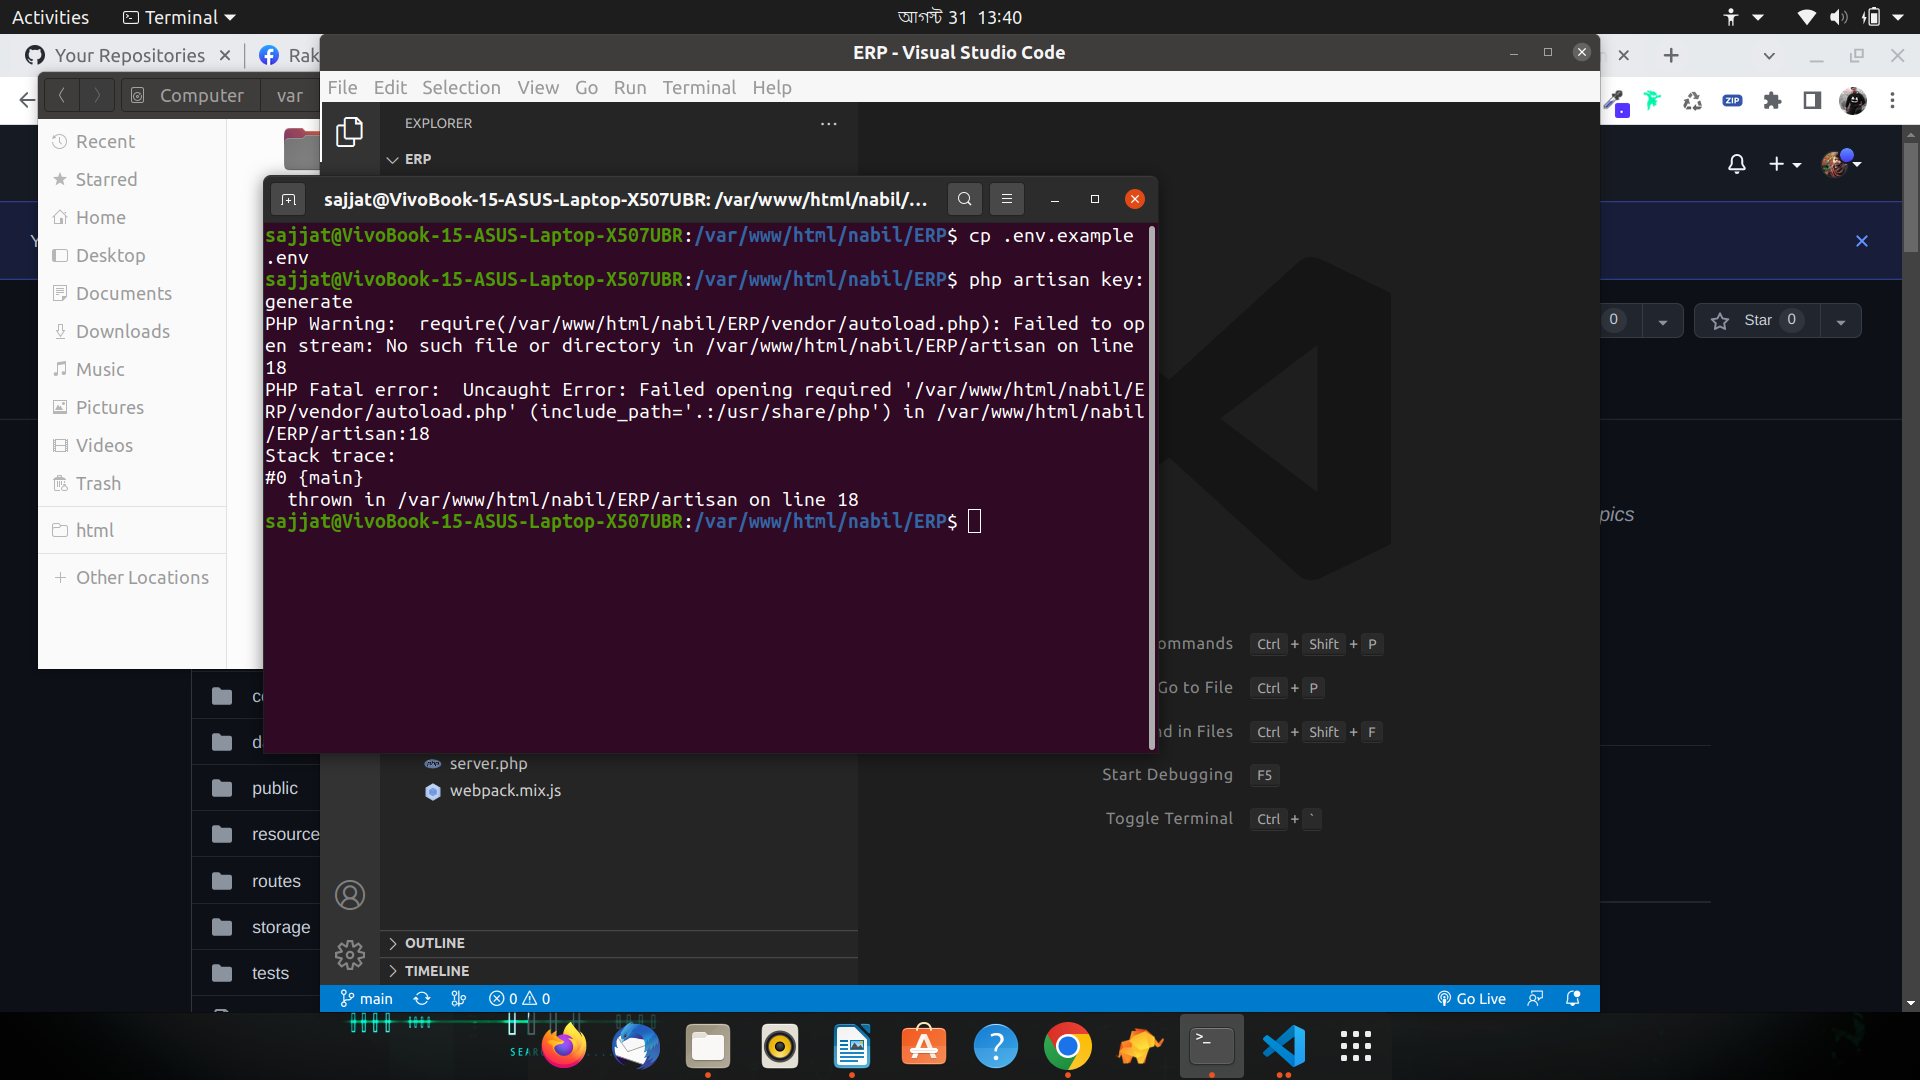 Activities
Terminal
আগস্ট 31 13:40
Your Repositories
Rak
ERP - Visual Studio Code
Computer
var
File Edit Selection View Go Run Terminal Help
ZIP
Recent
Starred
Home
Desktop
Documents
Downloads
Music
Pictures
Videos
Trash
html
Other Locations
EXPLORER
ERP
sajjat@VivoBook-15-ASUS-Laptop-X507UBR: /var/www/html/nabil/...
sajjat@VivoBook-15-ASUS-Laptop-X507UBR:/var/www/html/nabil/ERP$ cp .env.example
.env
sajjat@VivoBook-15-ASUS-Laptop-X507UBR:/var/www/html/nabil/ERP$ php artisan key:
generate
PHP Warning:  require(/var/www/html/nabil/ERP/vendor/autoload.php): Failed to op
en stream: No such file or directory in /var/www/html/nabil/ERP/artisan on line
18
PHP Fatal error:  Uncaught Error: Failed opening required '/var/www/html/nabil/E
RP/vendor/autoload.php' (include_path='.:/usr/share/php') in /var/www/html/nabil
/ERP/artisan:18
Stack trace:
#0 {main}
  thrown in /var/www/html/nabil/ERP/artisan on line 18
sajjat@VivoBook-15-ASUS-Laptop-X507UBR:/var/www/html/nabil/ERP$
0
Star 0
pics
ommands Ctrl + Shift + P
Go to File Ctrl + P
nd in Files Ctrl + Shift + F
Start Debugging F5
Toggle Terminal Ctrl + `
server.php
webpack.mix.js
public
resource
routes
storage
tests
OUTLINE
TIMELINE
main
0 0
Go Live